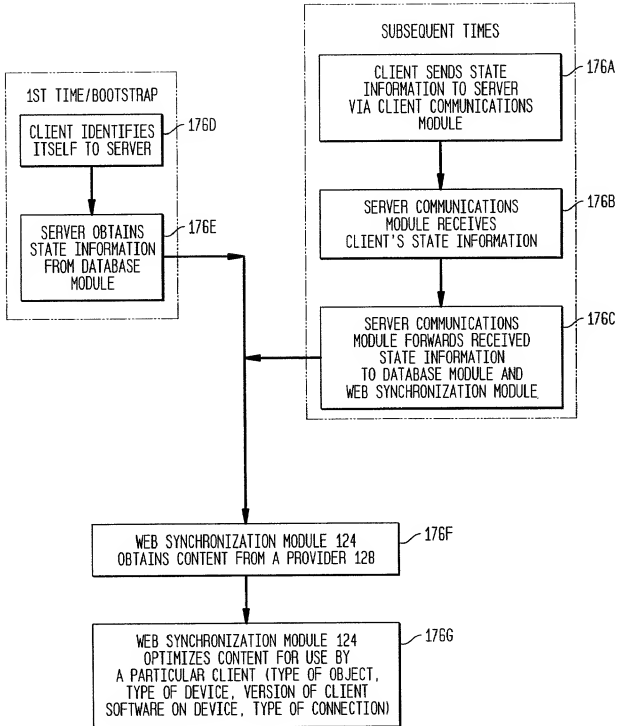 SUBSEQUENT TIMES
CLIENT SENDS STATE
INFORMATION TO SERVER
VIA CLIENT COMMUNICATIONS
MODULE
176A
1ST TIME/BOOTSTRAP
CLIENT IDENTIFIES
ITSELF TO SERVER
176D
SERVER COMMUNICATIONS
MODULE RECEIVES
CLIENT'S STATE INFORMATION
176B
SERVER OBTAINS
STATE INFORMATION
FROM DATABASE
MODULE
176E
SERVER COMMUNICATIONS
MODULE FORWARDS RECEIVED
STATE INFORMATION
TO DATABASE MODULE AND
WEB SYNCHRONIZATION MODULE.
176C
WEB SYNCHRONIZATION MODULE 124
OBTAINS CONTENT FROM A PROVIDER 128
176F
WEB SYNCHRONIZATION MODULE 124
OPTIMIZES CONTENT FOR USE BY
A PARTICULAR CLIENT (TYPE OF OBJECT,
TYPE OF DEVICE, VERSION OF CLIENT
SOFTWARE ON DEVICE, TYPE OF CONNECTION)
176G